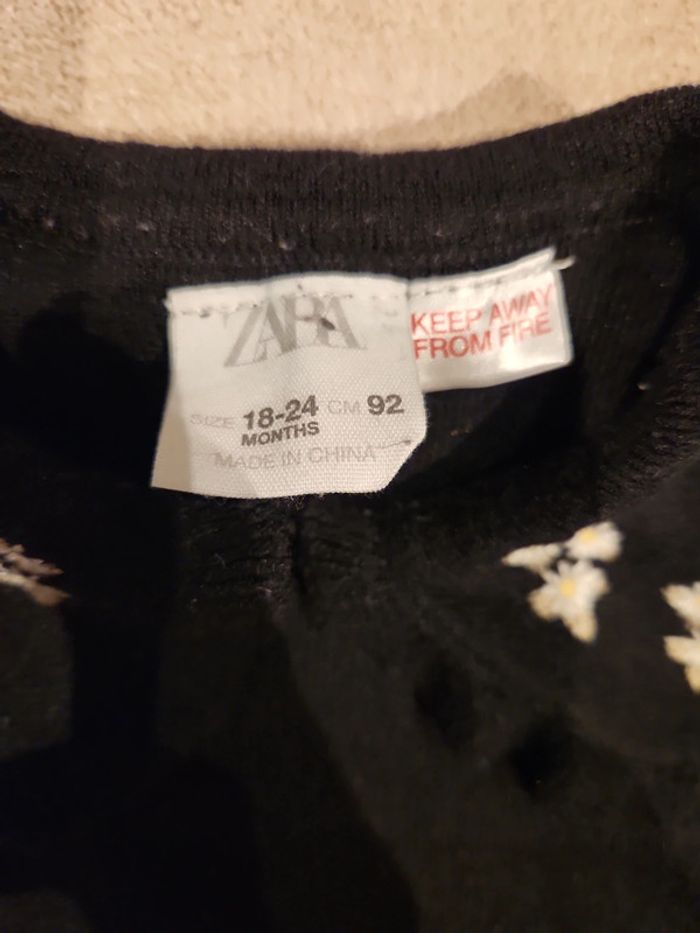 ZARA
SIZE 18-24 CM 92
MONTHS
MADE IN CHINA
KEEP AWAY
FROM FIRE